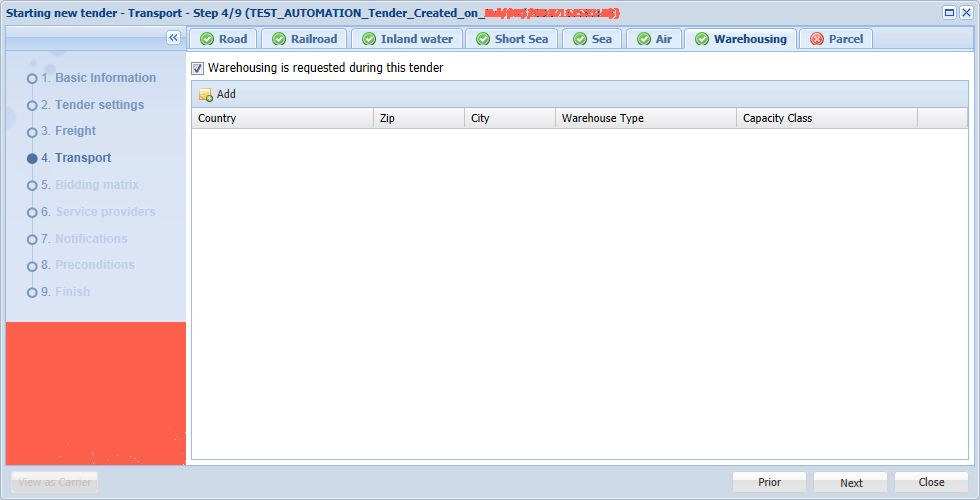 Starting new tender - Transport - Step 4/9 (TEST_AUTOMATION_Tender_Created_on_
Road Railroad Inland water Short Sea Sea Air Warehousing Parcel
Warehousing is requested during this tender
Add
Country Zip City Warehouse Type Capacity Class
1. Basic Information
2. Tender settings
3. Freight
4. Transport
5. Bidding matrix
6. Service providers
7. Notifications
8. Preconditions
9. Finish
View as Carrier Prior Next Close